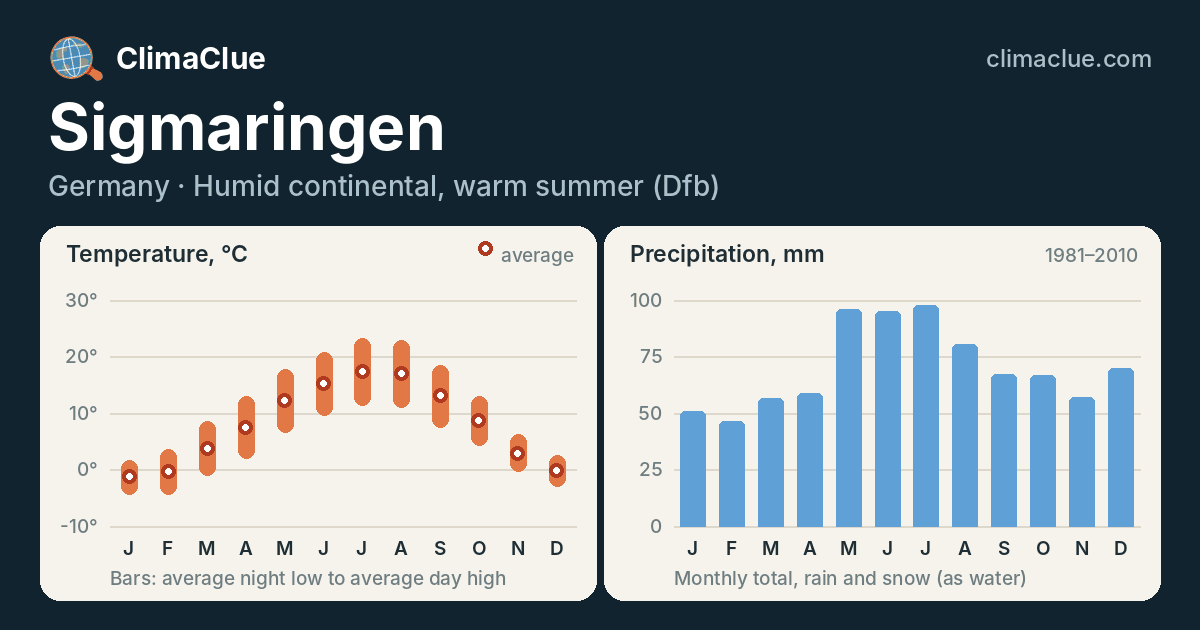 ClimaClue
climaclue.com
Sigmaringen
Germany · Humid continental, warm summer (Dfb)
Temperature, °C
average
30°
20°
10°
0°
-10°
J F M A M J J A S O N D
Bars: average night low to average day high
Precipitation, mm
1981–2010
100
75
50
25
0
J F M A M J J A S O N D
Monthly total, rain and snow (as water)